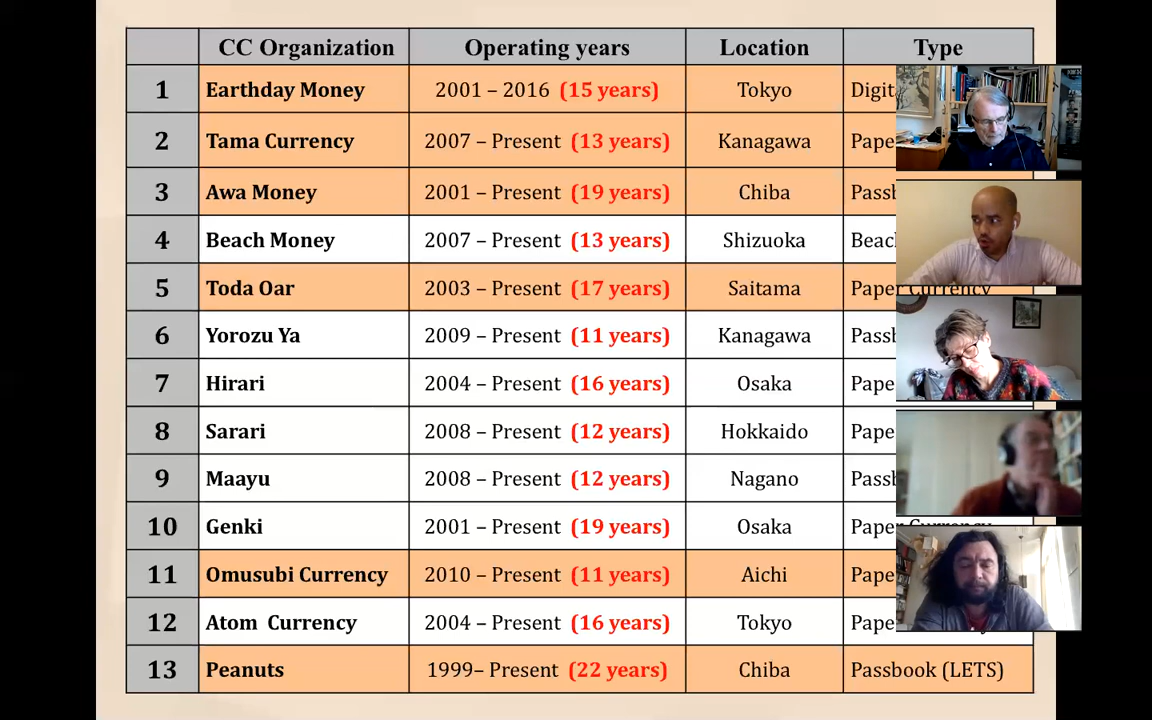 CC Organization Operating years Location Type
1 Earthday Money 2001 – 2016 (15 years) Tokyo
2 Tama Currency 2007 – Present (13 years) Kanagawa
3 Awa Money 2001 – Present (19 years) Chiba
4 Beach Money 2007 – Present (13 years) Shizuoka
5 Toda Oar 2003 – Present (17 years) Saitama Paper Currency
6 Yorozu Ya 2009 – Present (11 years) Kanagawa
7 Hirari 2004 – Present (16 years) Osaka
8 Sarari 2008 – Present (12 years) Hokkaido
9 Maayu 2008 – Present (12 years) Nagano
10 Genki 2001 – Present (19 years) Osaka Paper Currency
11 Omusubi Currency 2010 – Present (11 years) Aichi
12 Atom Currency 2004 – Present (16 years) Tokyo
13 Peanuts 1999– Present (22 years) Chiba Passbook (LETS)